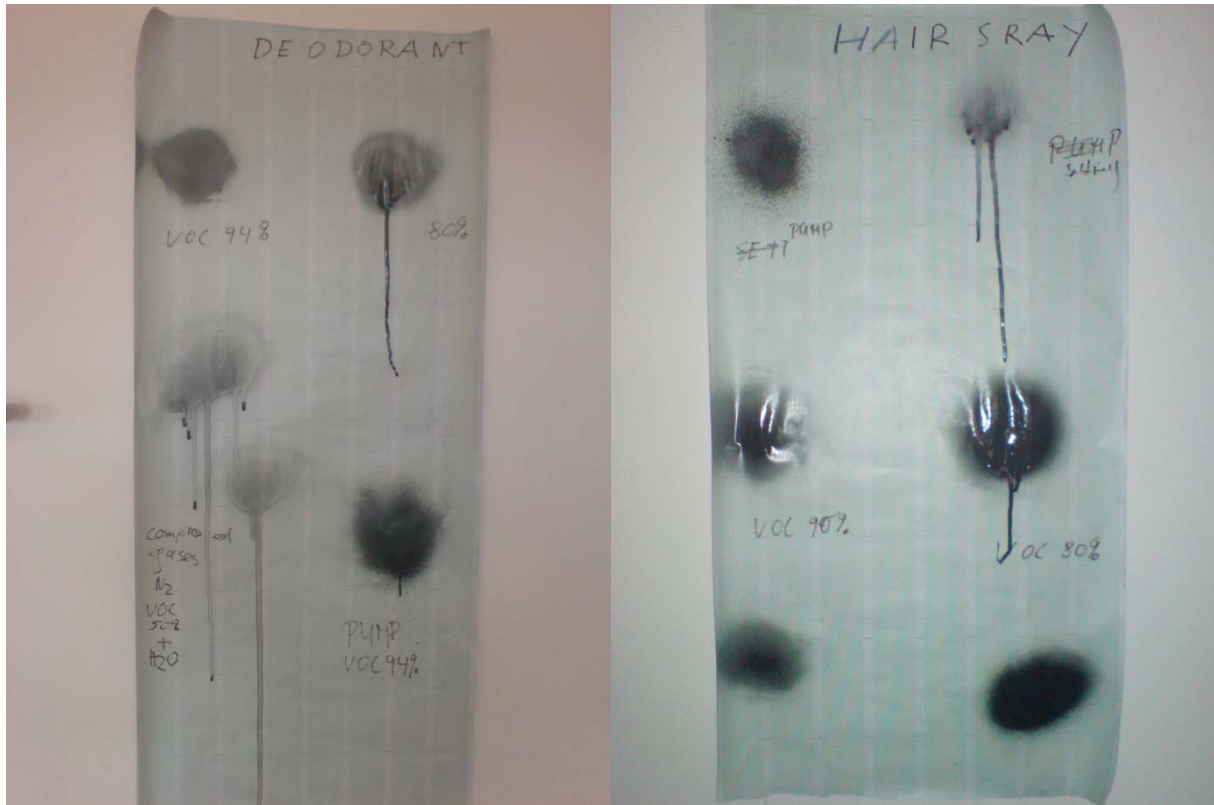 DEODORANT
VOC 94%
80%
gases
N2
VOC
50%
+
H2O
PUMP
VOC 94%
HAIR SRAY
PUMP
VOC 90%
VOC 80%